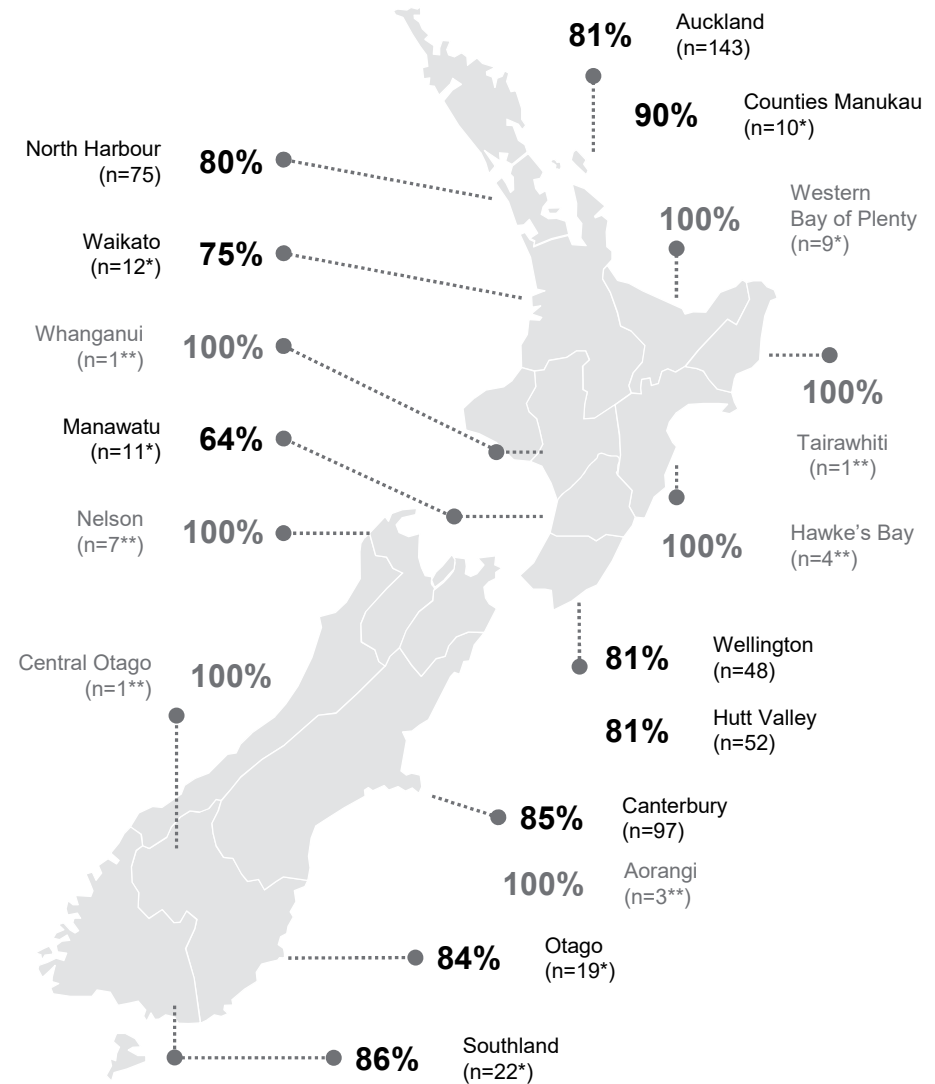 81%
Auckland
(n=143)
90%
Counties Manukau
(n=10*)
North Harbour
(n=75)
80%
Western
Bay of Plenty
(n=9*)
100%
Waikato
(n=12*)
75%
Whanganui
(n=1**)
100%
100%
Tairawhiti
(n=1**)
Manawatu
(n=11*)
64%
Nelson
(n=7**)
100%
100%
Hawke's Bay
(n=4**)
Central Otago
(n=1**)
100%
81%
Wellington
(n=48)
81%
Hutt Valley
(n=52)
85%
Canterbury
(n=97)
100%
Aorangi
(n=3**)
84%
Otago
(n=19*)
86%
Southland
(n=22*)